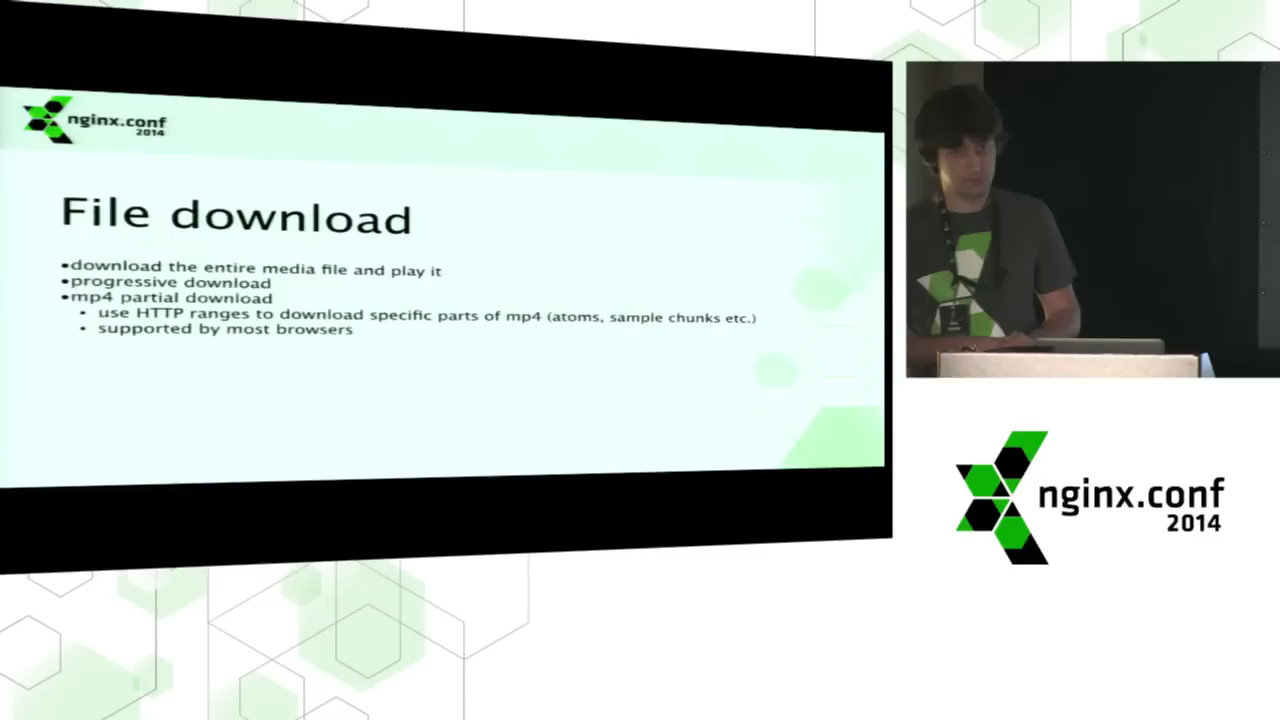 nginx.conf
2014
File download
•download the entire media file and play it
•progressive download
•mp4 partial download
• use HTTP ranges to download specific parts of mp4 (atoms, sample chunks etc.)
• supported by most browsers
nginx.conf
2014